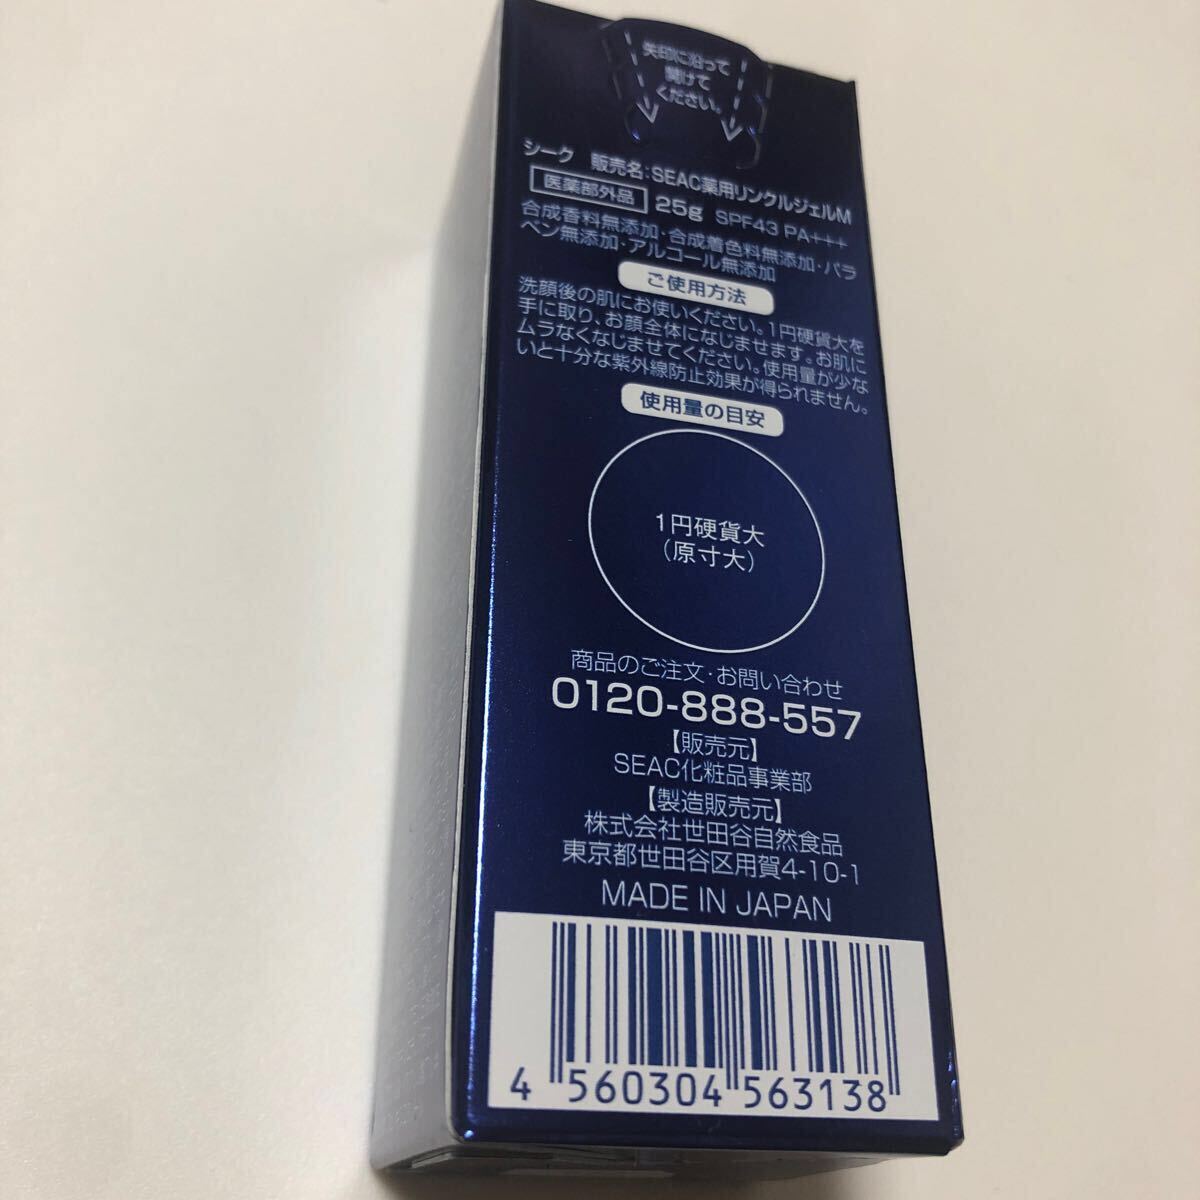 矢印に沿って
開けて
ください。
シーク 販売名:SEAC薬用リンクルジェルM
医薬部外品 25g SPF43 PA+++
合成香料無添加・合成着色料無添加・パラ
ベン無添加・アルコール無添加
ご使用方法
洗顔後の肌にお使いください。1円硬貨大を
手に取り、お顔全体になじませます。お肌に
ムラなくなじませてください。使用量が少な
いと十分な紫外線防止効果が得られません。
使用量の目安
1円硬貨大
(原寸大)
商品のご注文・お問い合わせ
0120-888-557
【販売元】
SEAC化粧品事業部
【製造販売元】
株式会社世田谷自然食品
東京都世田谷区用賀4-10-1
MADE IN JAPAN
4 560304 563138